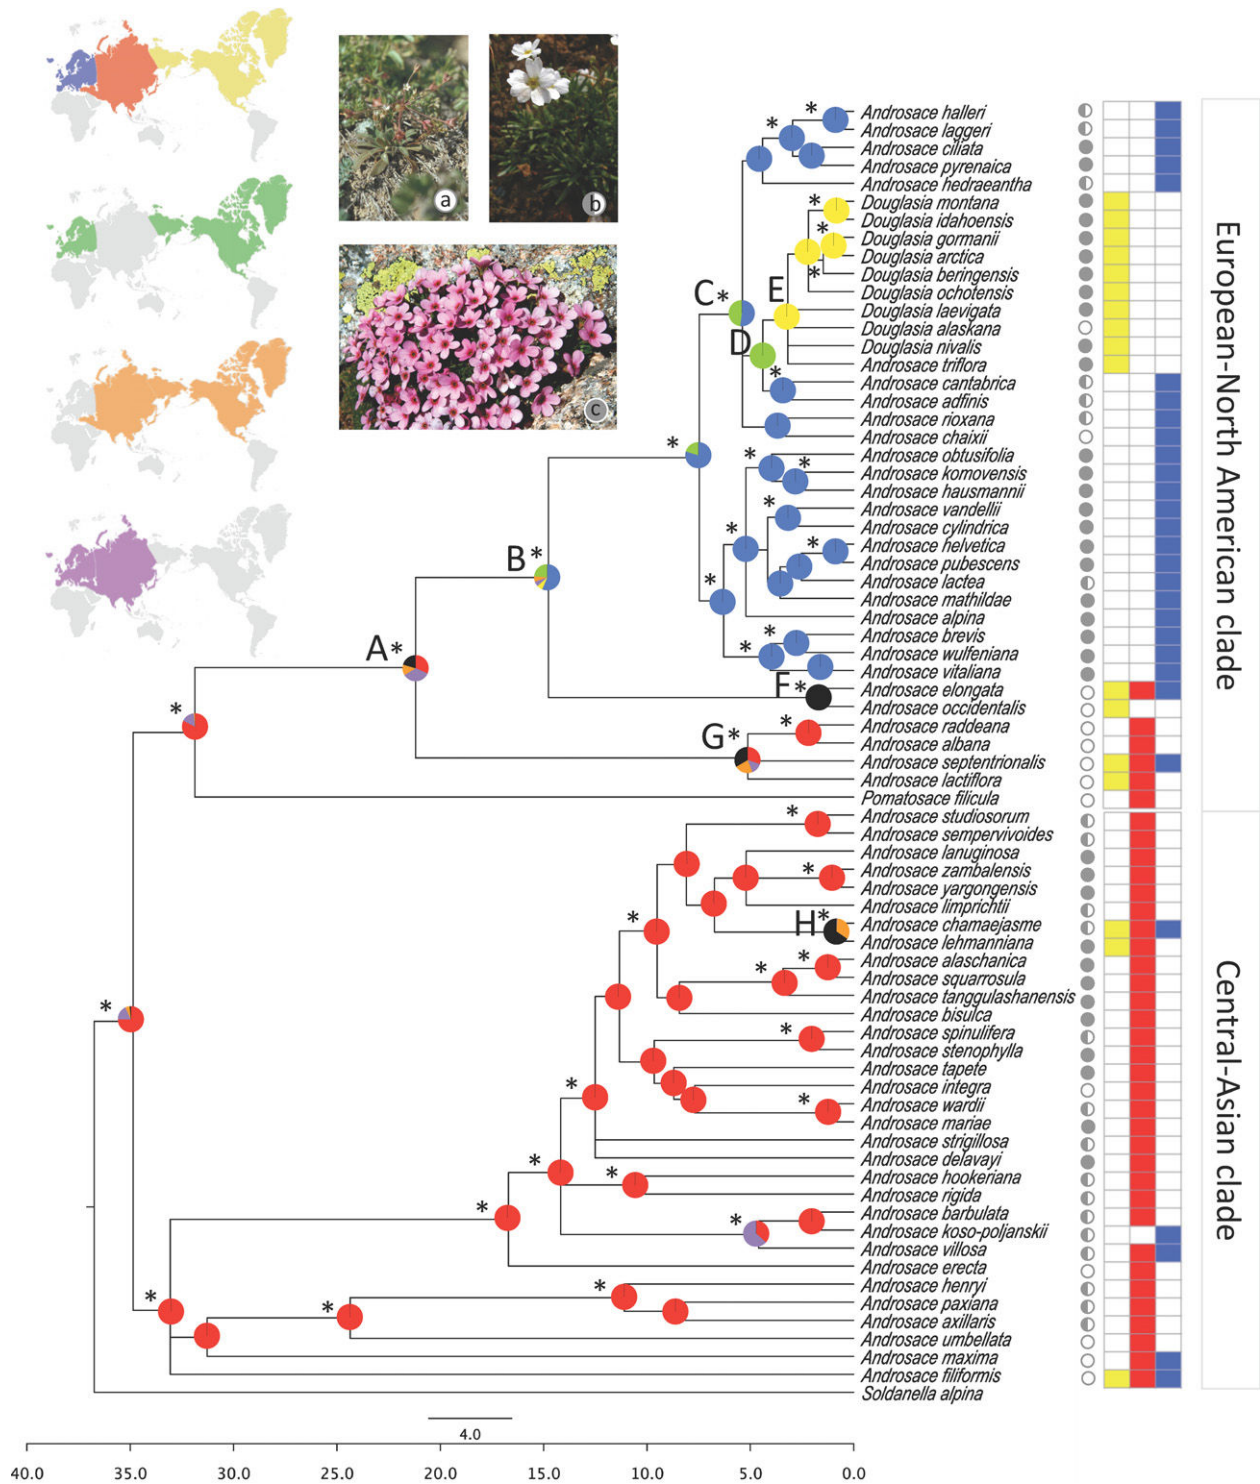 a
b
c
Androsace halleri
Androsace laggeri
Androsace ciliata
Androsace pyrenaica
Androsace hedraeantha
Douglasia montana
Douglasia idahoensis
Douglasia gormanii
Douglasia arctica
Douglasia beringensis
Douglasia ochotensis
Douglasia laevigata
Douglasia alaskana
Douglasia nivalis
Douglasia triflora
Androsace cantabrica
Androsace adfinis
Androsace rioxana
Androsace chaixii
Androsace obtusifolia
Androsace komovensis
Androsace hausmannii
Androsace vandellii
Androsace cylindrica
Androsace helvetica
Androsace pubescens
Androsace lactea
Androsace mathildae
Androsace alpina
Androsace brevis
Androsace wulfeniana
Androsace vitaliana
Androsace elongata
Androsace occidentalis
Androsace raddeana
Androsace albana
Androsace septentrionalis
Androsace lactiflora
Pomatosace filicula
Androsace studiosorum
Androsace sempervivoides
Androsace lanuginosa
Androsace zambalensis
Androsace yargongensis
Androsace limprichtii
Androsace chamaejasme
Androsace lehmanniana
Androsace alaschanica
Androsace squarrosula
Androsace tanggulashanensis
Androsace bisulca
Androsace spinulifera
Androsace stenophylla
Androsace tapete
Androsace integra
Androsace wardii
Androsace mariae
Androsace strigillosa
Androsace delavayi
Androsace hookeriana
Androsace rigida
Androsace barbulata
Androsace koso-poljanskii
Androsace villosa
Androsace erecta
Androsace henryi
Androsace paxiana
Androsace axillaris
Androsace umbellata
Androsace maxima
Androsace filiformis
Soldanella alpina
A*
B*
C*
D
E
F*
G*
H*
European-North American clade
Central-Asian clade
4.0
40.0 35.0 30.0 25.0 20.0 15.0 10.0 5.0 0.0